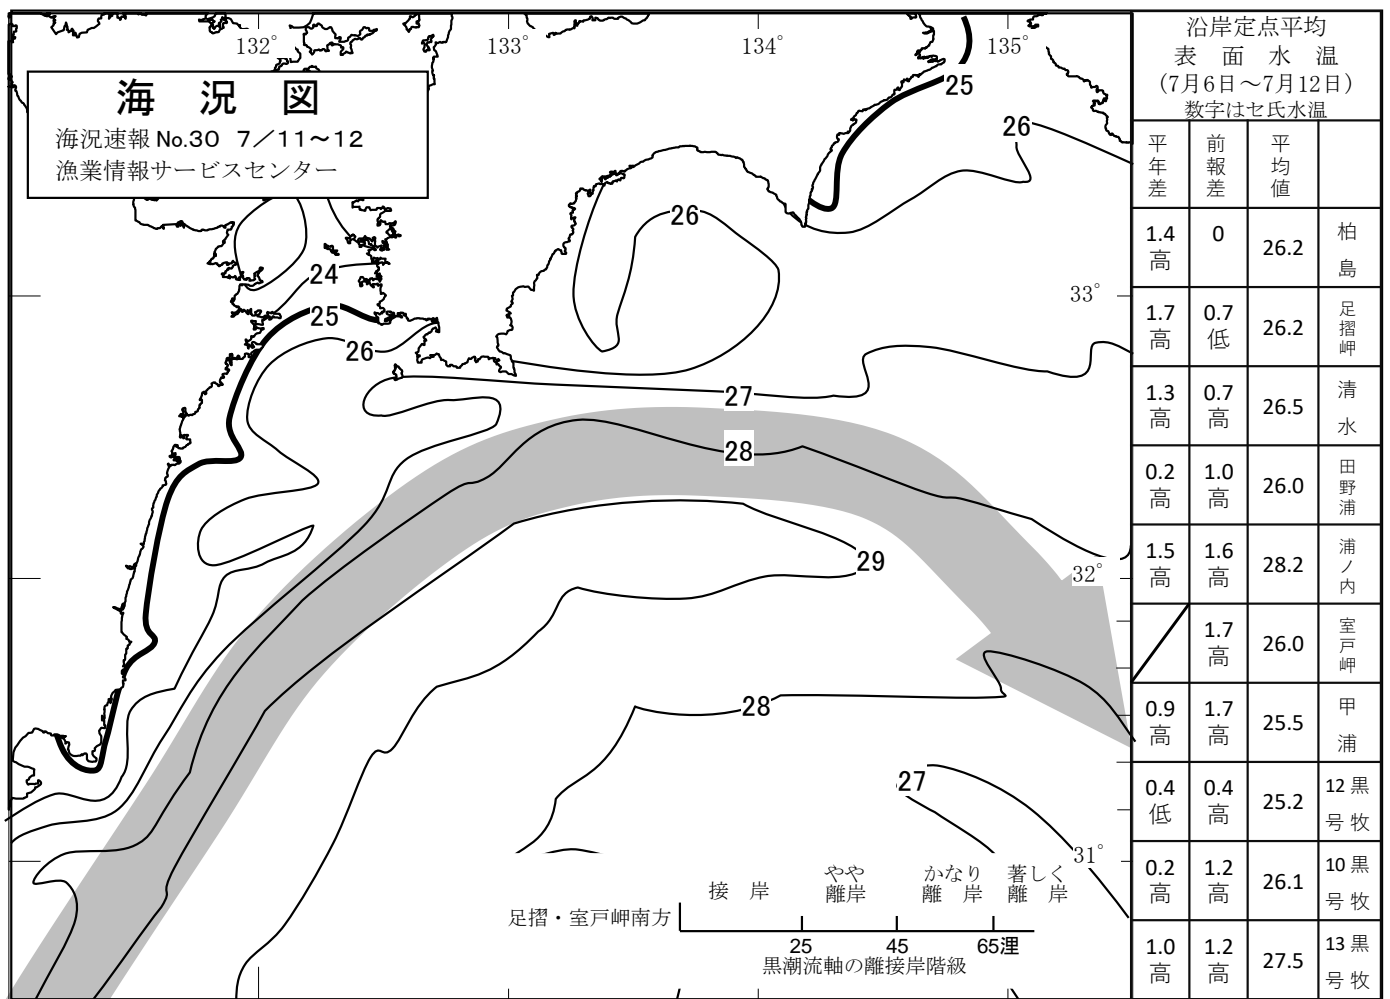 132°
133°
134°
135°
海 況 図
海況速報 No.30 7／11～12
漁業情報サービスセンター
25
26
26
24
25
26
33°
27
28
29
32°
28
27
31°
接 岸
やや
離岸
かなり
離 岸
著しく
離 岸
足摺・室戸岬南方
25 45 65浬
黒潮流軸の離接岸階級
沿岸定点平均
表 面 水 温
(7月6日～7月12日)
数字はセ氏水温
平年差 前報差 平均値
1.4高 0 26.2 柏島
1.7高 0.7低 26.2 足摺岬
1.3高 0.7高 26.5 清水
0.2高 1.0高 26.0 田野浦
1.5高 1.6高 28.2 浦ノ内
1.7高 26.0 室戸岬
0.9高 1.7高 25.5 甲浦
0.4低 0.4高 25.2 黒牧12号
0.2高 1.2高 26.1 黒牧10号
1.0高 1.2高 27.5 黒牧13号